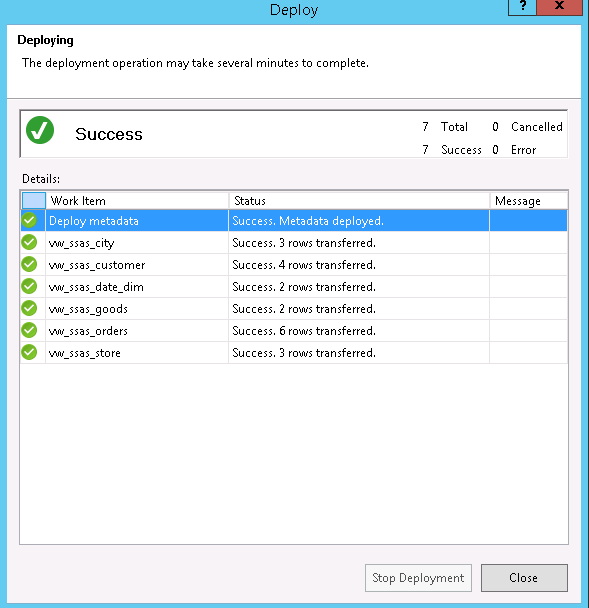 Deploy
? x
Deploying
The deployment operation may take several minutes to complete.
Success
7 Total 0 Cancelled
7 Success 0 Error
Details:
Work Item Status Message
Deploy metadata Success. Metadata deployed.
vw_ssas_city Success. 3 rows transferred.
vw_ssas_customer Success. 4 rows transferred.
vw_ssas_date_dim Success. 2 rows transferred.
vw_ssas_goods Success. 2 rows transferred.
vw_ssas_orders Success. 6 rows transferred.
vw_ssas_store Success. 3 rows transferred.
Stop Deployment Close